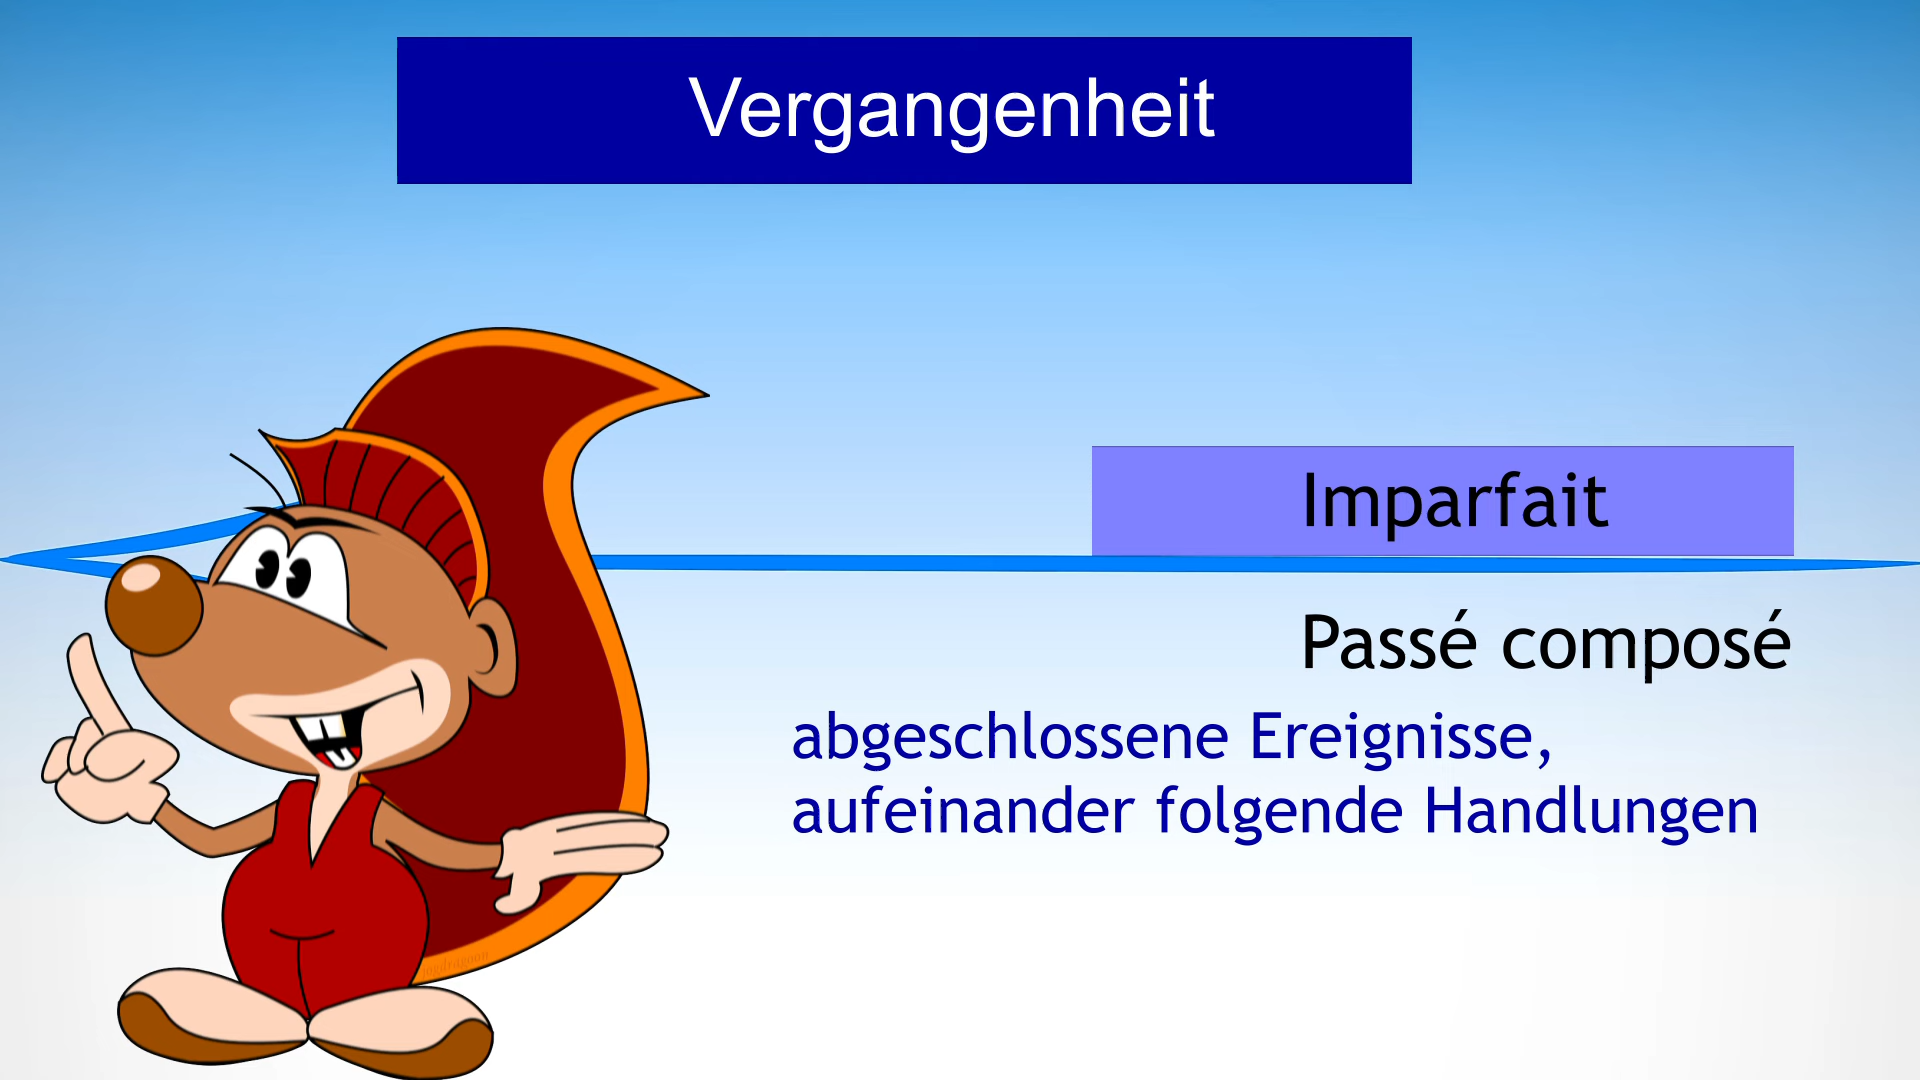 Vergangenheit
Imparfait
Passé composé
abgeschlossene Ereignisse,
aufeinander folgende Handlungen